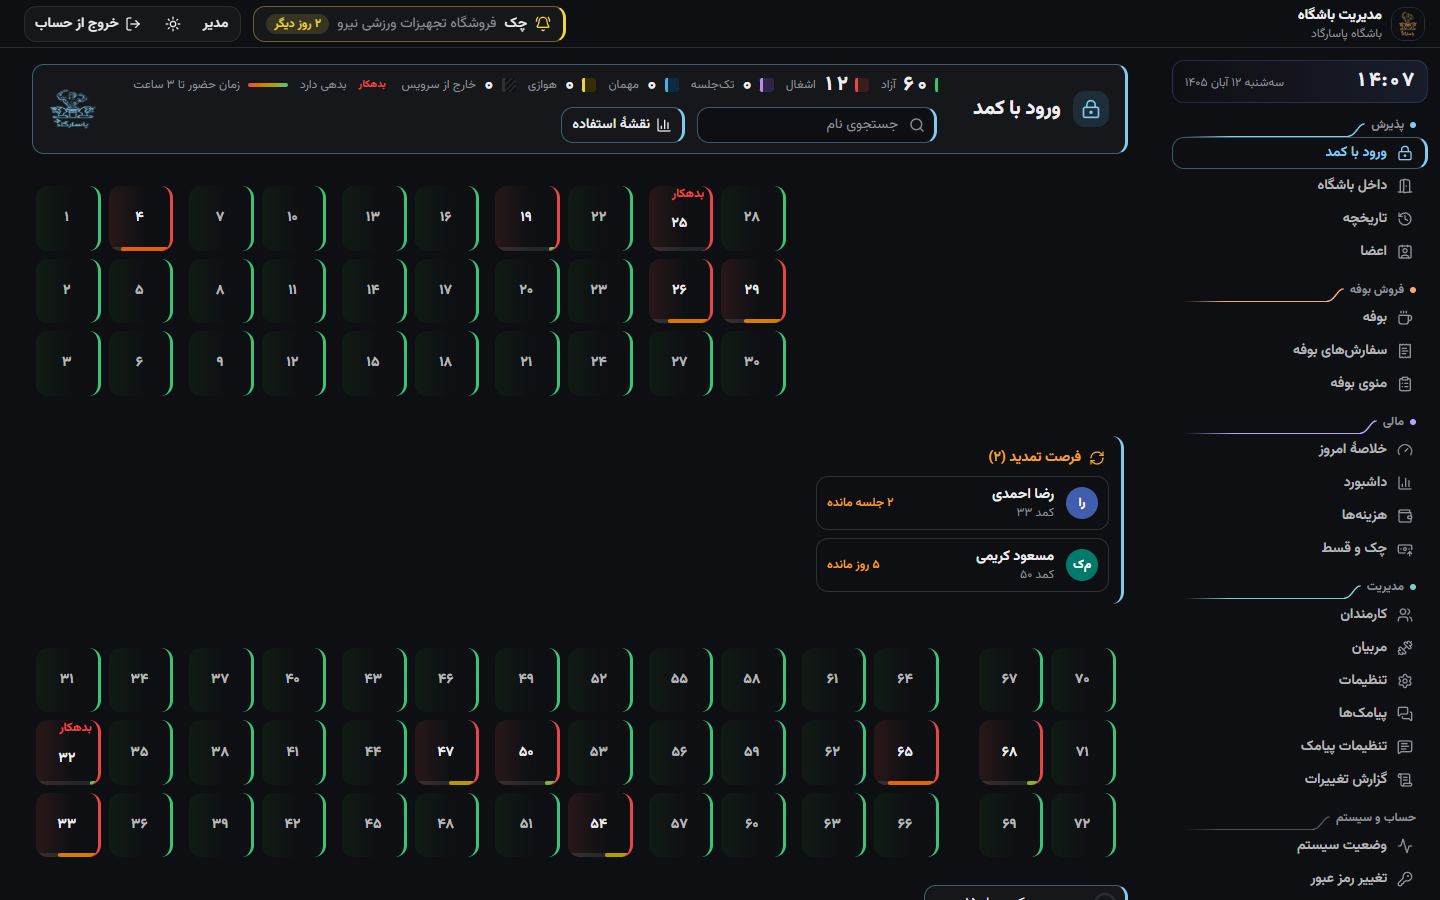 مدیریت باشگاه
باشگاه پاسارگاد
چک فروشگاه تجهیزات ورزشی نیرو ۲ روز دیگر
مدیر
خروج از حساب
۱۴:۰۷
سه‌شنبه ۱۲ آبان ۱۴۰۵
پذیرش
ورود با کمد
داخل باشگاه
تاریخچه
اعضا
فروش بوفه
بوفه
سفارش‌های بوفه
منوی بوفه
مالی
خلاصهٔ امروز
داشبورد
هزینه‌ها
چک و قسط
مدیریت
کارمندان
مربیان
تنظیمات
پیامک‌ها
تنظیمات پیامک
گزارش تغییرات
حساب و سیستم
وضعیت سیستم
تغییر رمز عبور
ورود با کمد
۶۰ آزاد ۱۲ اشغال ۰ تک‌جلسه ۰ مهمان ۰ هوازی ۰ خارج از سرویس بدهکار بدهی دارد زمان حضور تا ۳ ساعت
جستجوی نام
نقشهٔ استفاده
پاسارگاد
۲۸ بدهکار ۲۵ ۲۲ ۱۹ ۱۶ ۱۳ ۱۰ ۷ ۴ ۱
۲۹ ۲۶ ۲۳ ۲۰ ۱۷ ۱۴ ۱۱ ۸ ۵ ۲
۳۰ ۲۷ ۲۴ ۲۱ ۱۸ ۱۵ ۱۲ ۹ ۶ ۳
فرصت تمدید (۲)
را
رضا احمدی
کمد ۳۳
۲ جلسه مانده
م‌ک
مسعود کریمی
کمد ۵۰
۵ روز مانده
۷۰ ۶۷ ۶۴ ۶۱ ۵۸ ۵۵ ۵۲ ۴۹ ۴۶ ۴۳ ۴۰ ۳۷ ۳۴ ۳۱
۷۱ ۶۸ ۶۵ ۶۲ ۵۹ ۵۶ ۵۳ ۵۰ ۴۷ ۴۴ ۴۱ ۳۸ ۳۵ بدهکار ۳۲
۷۲ ۶۹ ۶۶ ۶۳ ۶۰ ۵۷ ۵۴ ۵۱ ۴۸ ۴۵ ۴۲ ۳۹ ۳۶ ۳۳